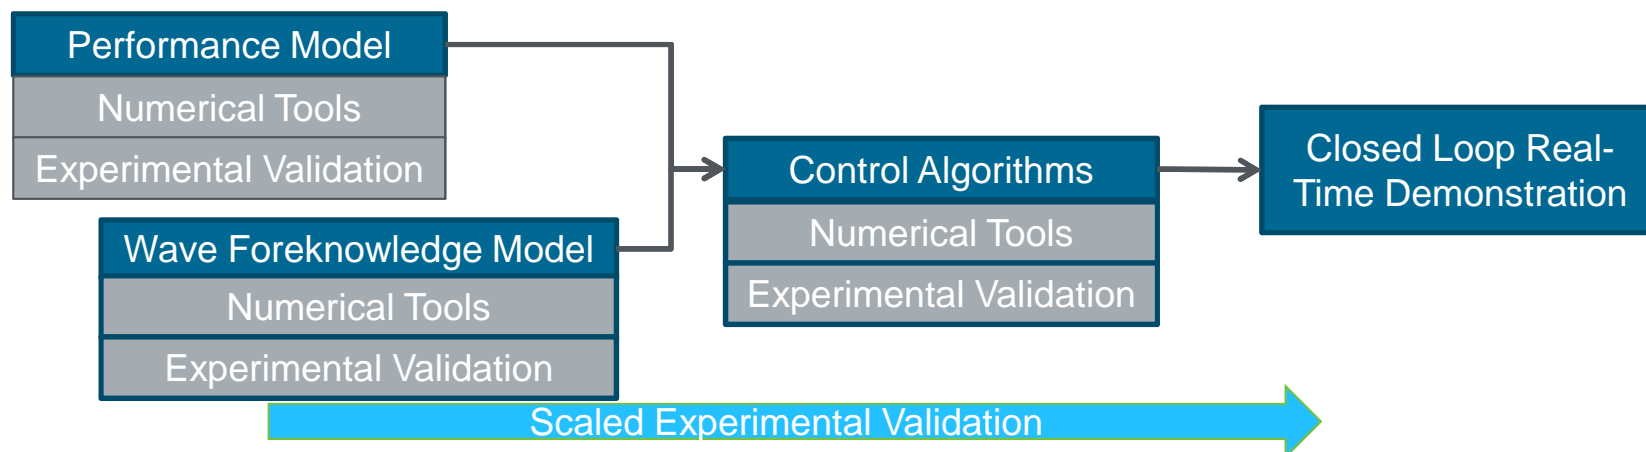 Performance Model
Numerical Tools
Experimental Validation
Wave Foreknowledge Model
Numerical Tools
Experimental Validation
Control Algorithms
Numerical Tools
Experimental Validation
Closed Loop Real-
Time Demonstration
Scaled Experimental Validation